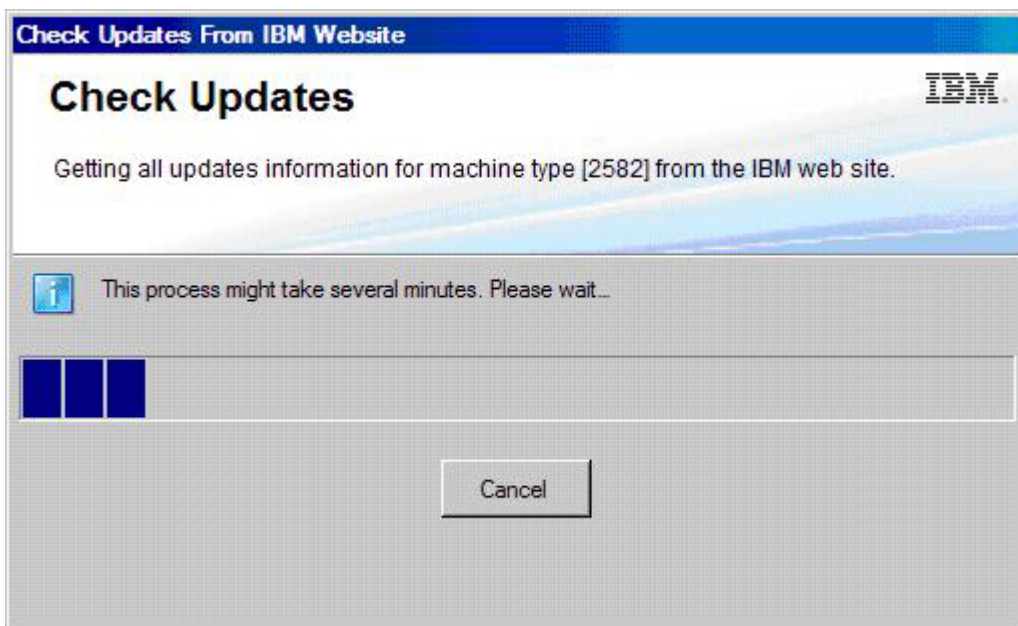 Check Updates From IBM Website
Check Updates
IBM
Getting all updates information for machine type [2582] from the IBM web site.
This process might take several minutes. Please wait...
Cancel